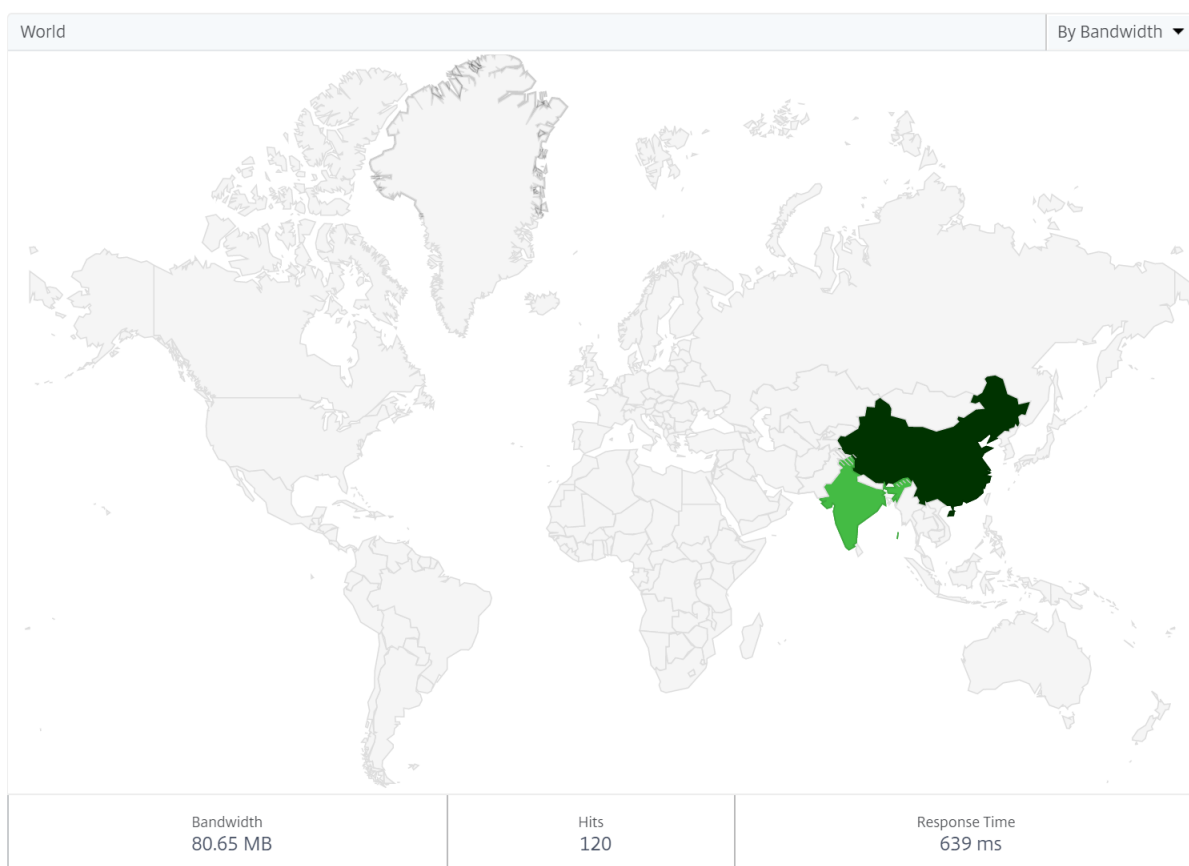 World
By Bandwidth
Bandwidth
80.65 MB
Hits
120
Response Time
639 ms